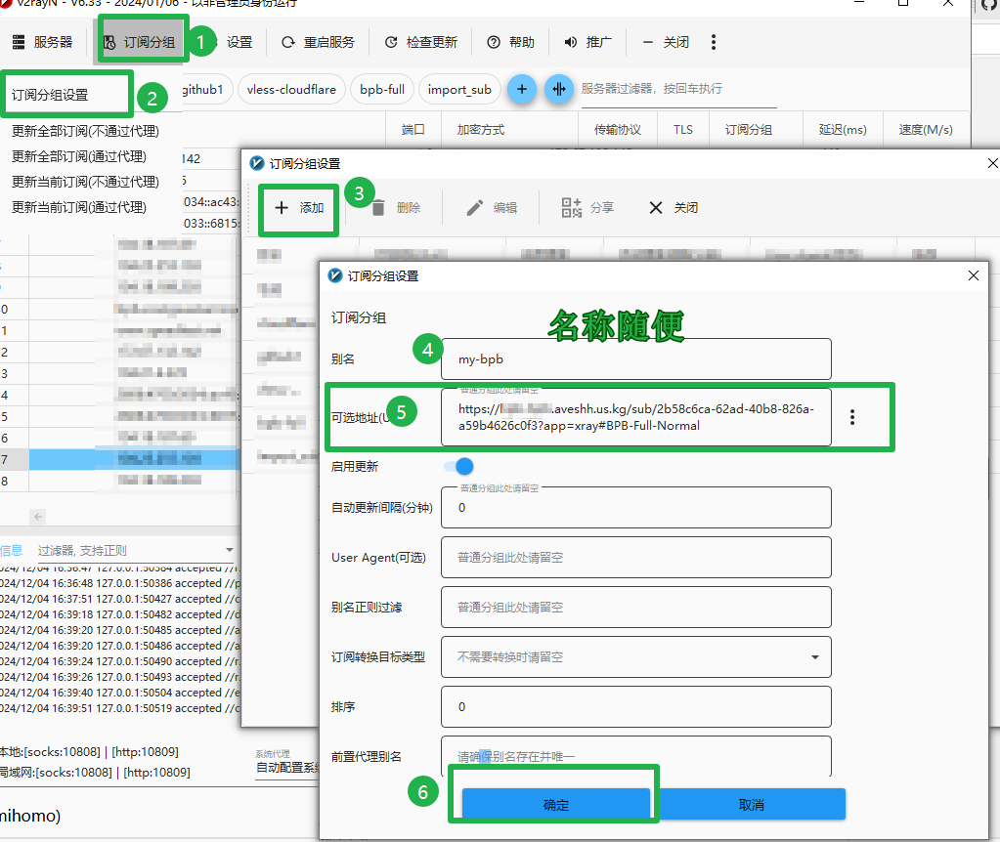 v2rayN - V6.33 - 2024/01/06 - 以非管理员身份运行
服务器
订阅分组
1
设置
重启服务
检查更新
帮助
推广
关闭
订阅分组设置
2
github1
vless-cloudflare
bpb-full
import_sub
服务器过滤器，按回车执行
更新全部订阅(不通过代理)
更新全部订阅(通过代理)
更新当前订阅(不通过代理)
更新当前订阅(通过代理)
端口
加密方式
传输协议
TLS
订阅分组
延迟(ms)
速度(M/s)
142
5
034::ac43:
033::6815:
订阅分组设置
3
添加
删除
编辑
分享
关闭
0
1
2
3
4
5
6
7
8
订阅分组设置
订阅分组
名称随便
4
别名
my-bpb
5
可选地址(U
普通分组此处请留空
https://
.aveshh.us.kg/sub/2b58c6ca-62ad-40b8-826a-
a59b4626c0f3?app=xray#BPB-Full-Normal
启用更新
自动更新间隔(分钟)
普通分组此处请留空
0
User Agent(可选)
普通分组此处请留空
别名正则过滤
普通分组此处请留空
订阅转换目标类型
不需要转换时请留空
排序
0
前置代理别名
请确保别名存在并唯一
6
确定
取消
信息
过滤器, 支持正则
024/12/04 16:36:47 127.0.0.1:50384 accepted //r.
024/12/04 16:36:48 127.0.0.1:50386 accepted //p
024/12/04 16:37:51 127.0.0.1:50427 accepted //c
024/12/04 16:39:18 127.0.0.1:50482 accepted //d
024/12/04 16:39:20 127.0.0.1:50485 accepted //a
024/12/04 16:39:20 127.0.0.1:50486 accepted //a
024/12/04 16:39:24 127.0.0.1:50490 accepted //r.
024/12/04 16:39:26 127.0.0.1:50493 accepted //r.
024/12/04 16:39:40 127.0.0.1:50504 accepted //e
024/12/04 16:39:51 127.0.0.1:50519 accepted //c
本地:[socks:10808] | [http:10809]
局域网:[socks:10808] | [http:10809]
系统代理
自动配置系统
mihomo)